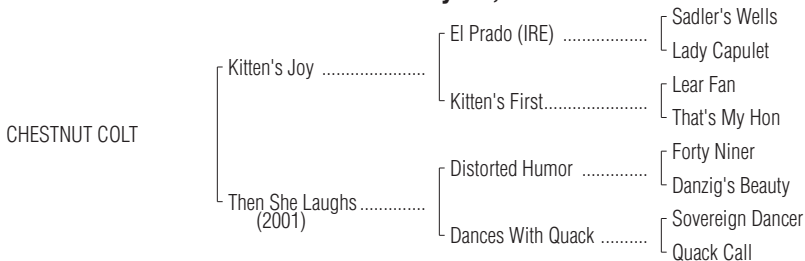 Sadler's Wells
El Prado (IRE) ..................
Lady Capulet
Kitten's Joy ......................
Lear Fan
Kitten's First......................
That's My Hon
CHESTNUT COLT
Forty Niner
Distorted Humor ..............
Danzig's Beauty
Then She Laughs..............
(2001)
Sovereign Dancer
Dances With Quack ..........
Quack Call